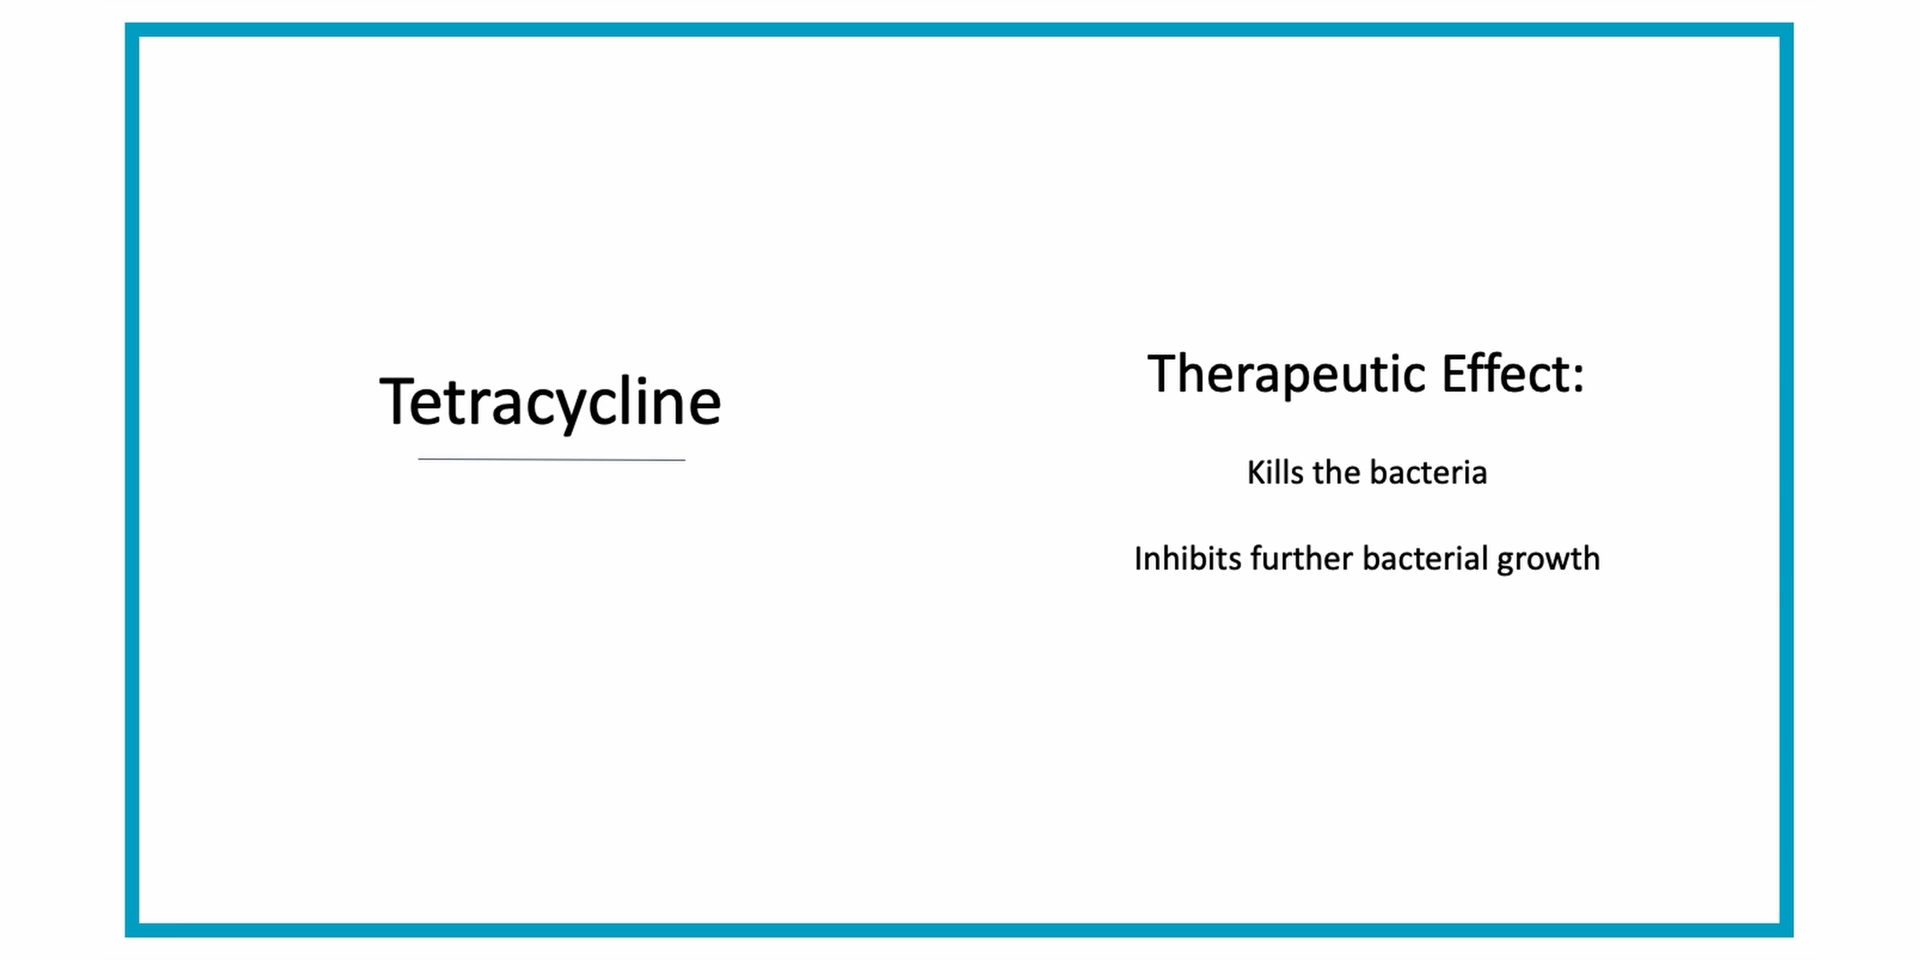 Tetracycline
Therapeutic Effect:
Kills the bacteria
Inhibits further bacterial growth